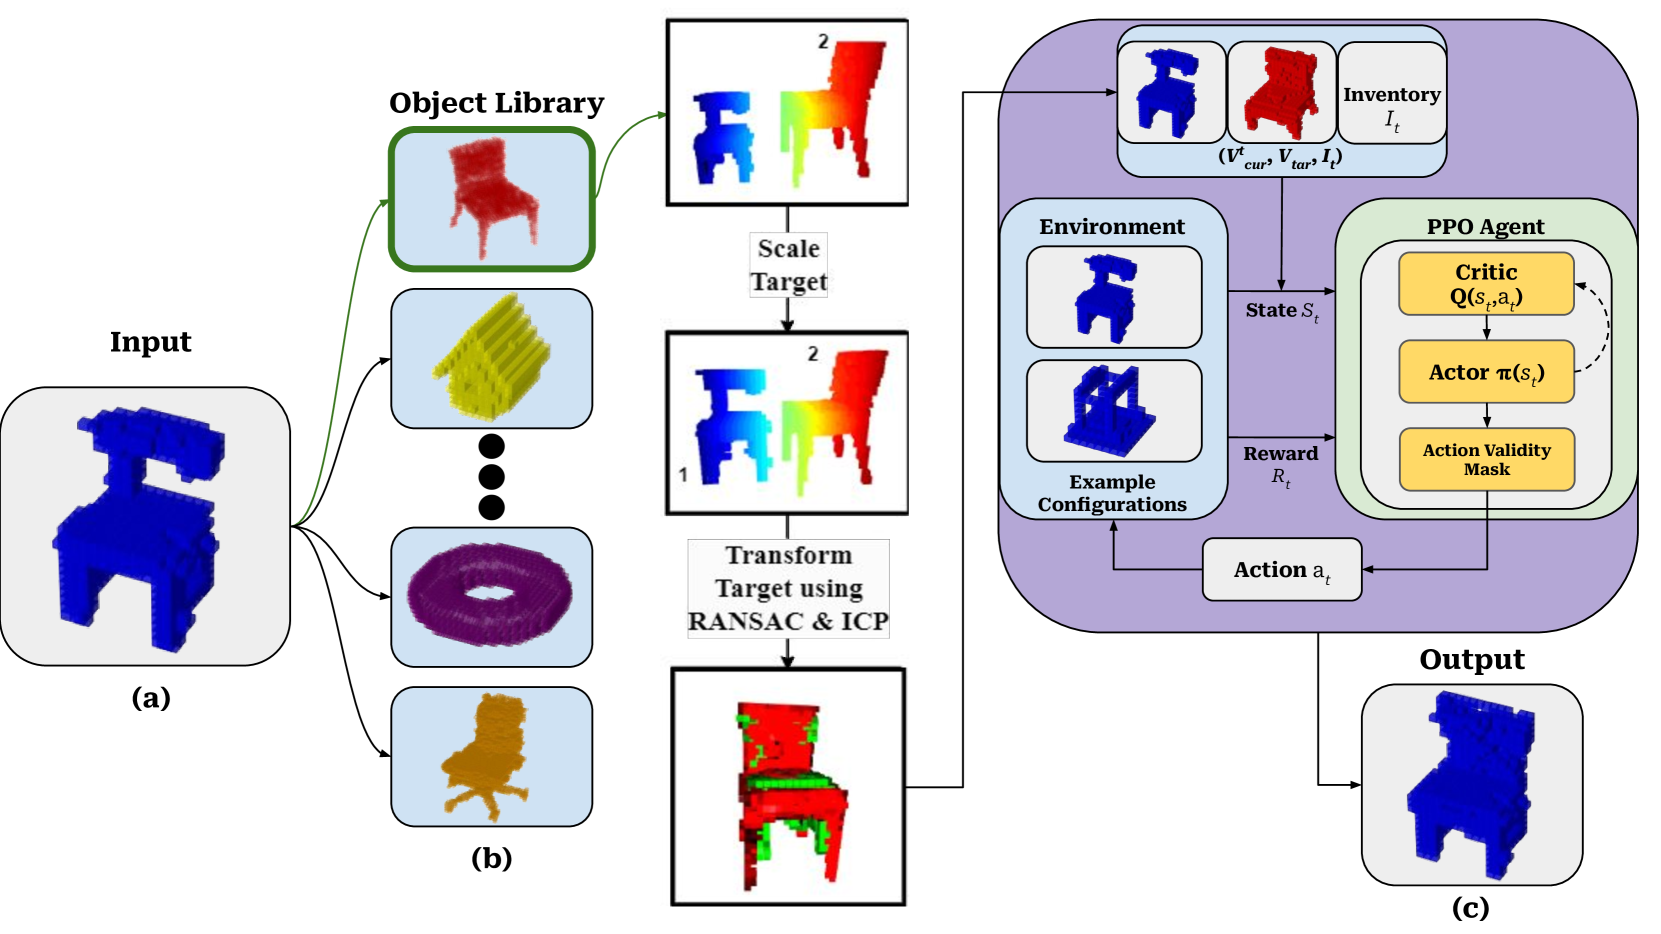 Input
(a)
Object Library
(b)
2
Scale
Target
2
1
Transform
Target using
RANSAC & ICP
Inventory
I_t
(V^t_cur, V_tar, I_t)
Environment
Example
Configurations
State S_t
Reward
R_t
PPO Agent
Critic
Q(s_t,a_t)
Actor π(s_t)
Action Validity
Mask
Action a_t
Output
(c)